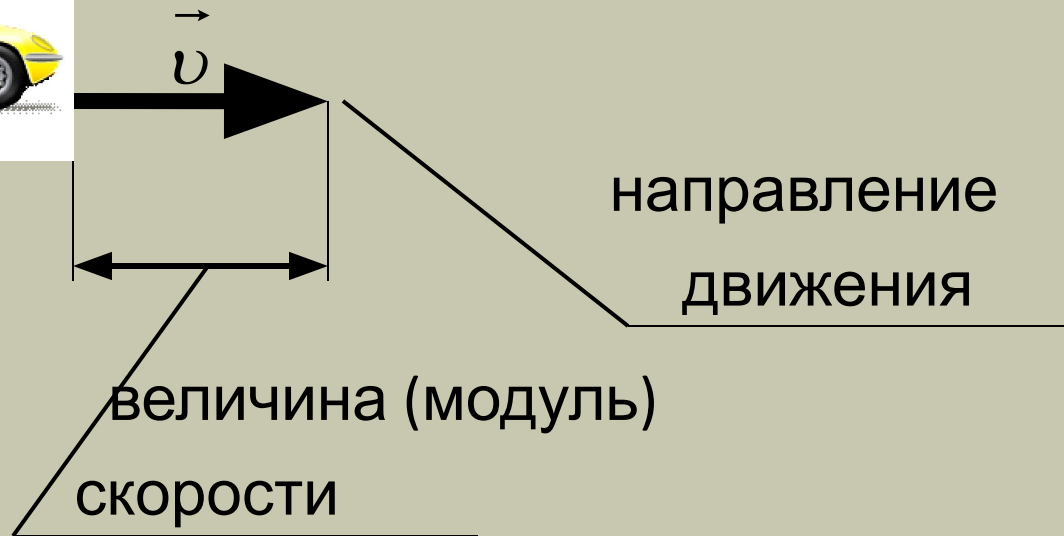 υ⃗
направление
движения
величина (модуль)
скорости